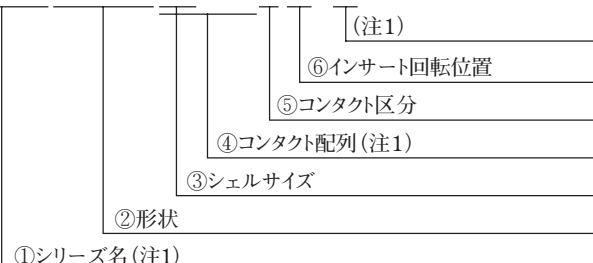 (注1)
⑥インサート回転位置
⑤コンタクト区分
④コンタクト配列(注1)
③シェルサイズ
②形状
①シリーズ名(注1)